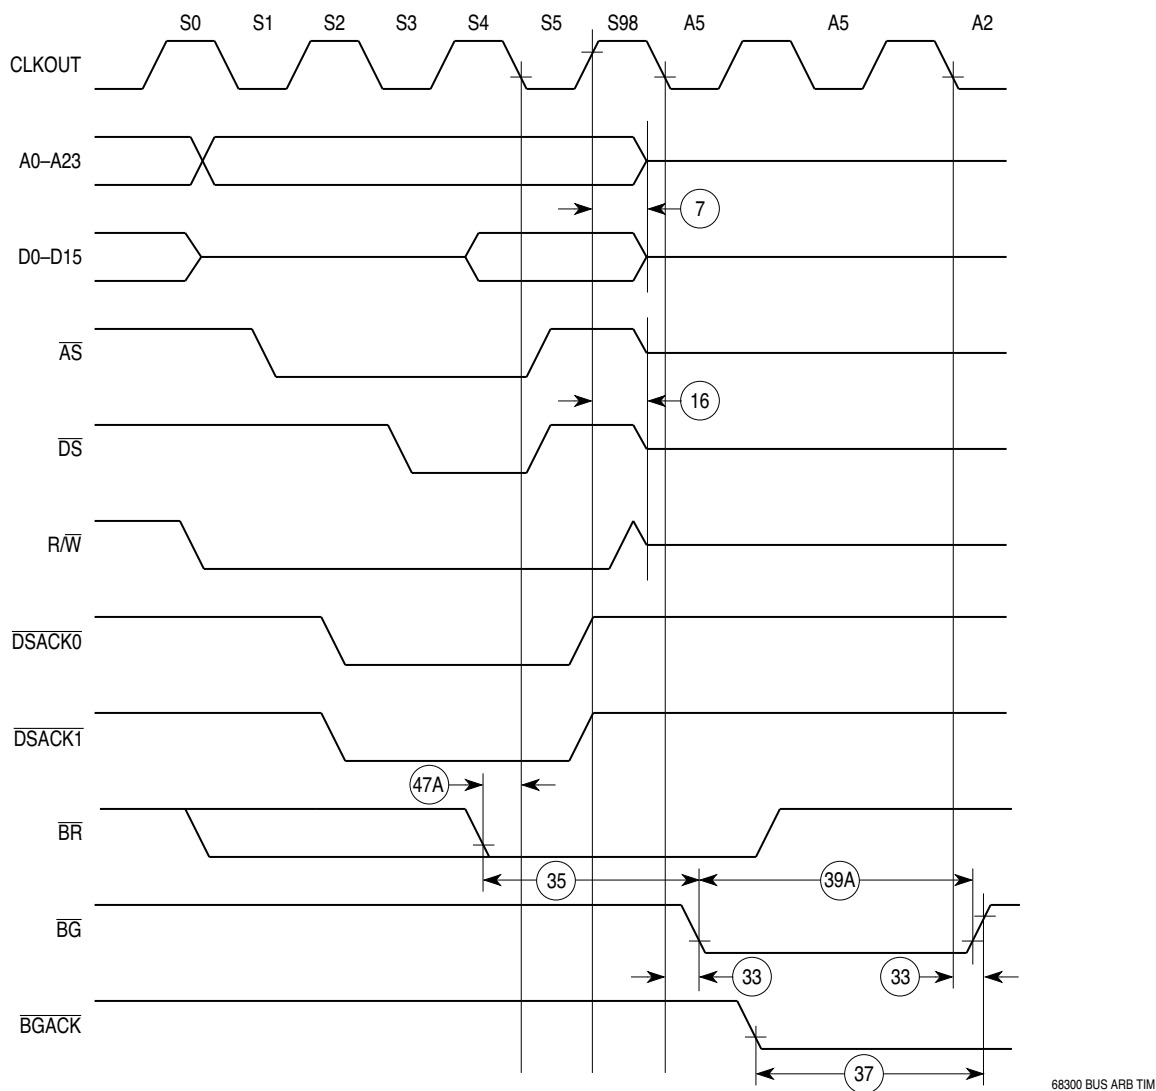 S0 S1 S2 S3 S4 S5 S98 A5 A5 A2
CLKOUT
A0–A23
7
D0–D15
AS
16
DS
R/W
DSACK0
DSACK1
47A
BR
35 39A
BG
33 33
BGACK
37
68300 BUS ARB TIM